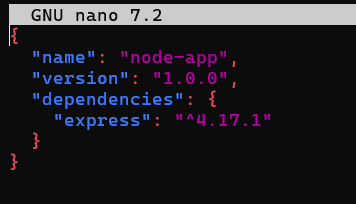 GNU nano 7.2
{
  "name": "node-app",
  "version": "1.0.0",
  "dependencies": {
    "express": "^4.17.1"
  }
}